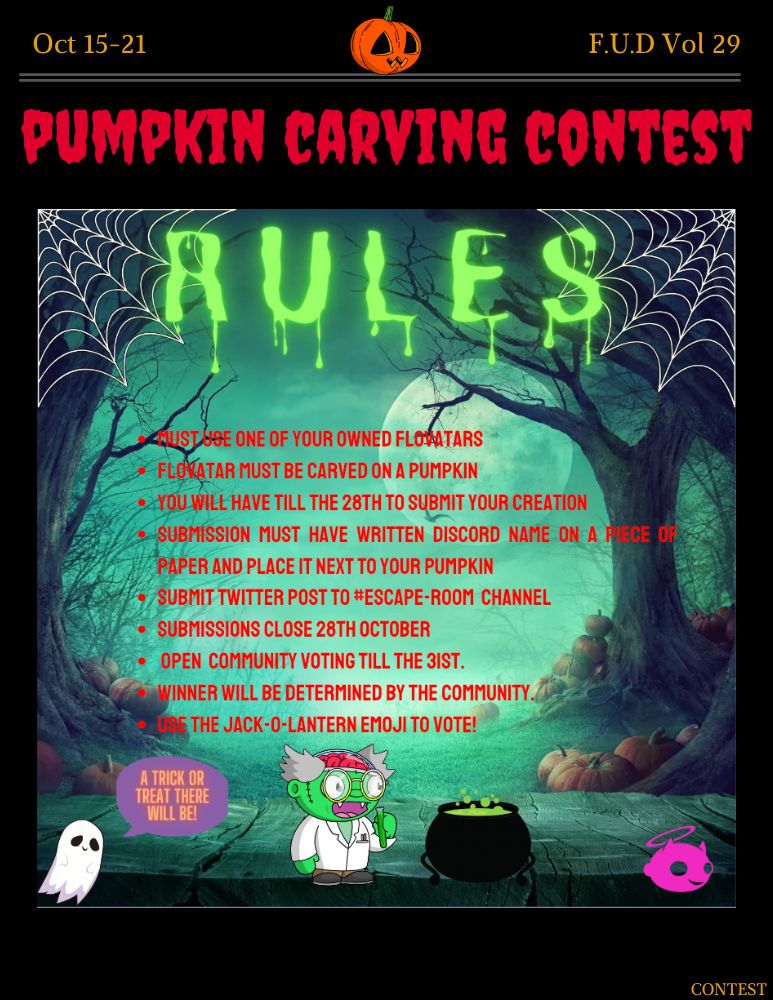 Oct 15-21
F.U.D Vol 29
PUMPKIN CARVING CONTEST
RULES
• MUST USE ONE OF YOUR OWNED FLOVATARS
• FLOVATAR MUST BE CARVED ON A PUMPKIN
• YOU WILL HAVE TILL THE 28TH TO SUBMIT YOUR CREATION
• SUBMISSION MUST HAVE WRITTEN DISCORD NAME ON A PIECE OF
PAPER AND PLACE IT NEXT TO YOUR PUMPKIN
• SUBMIT TWITTER POST TO #ESCAPE-ROOM CHANNEL
• SUBMISSIONS CLOSE 28TH OCTOBER
• OPEN COMMUNITY VOTING TILL THE 31ST.
• WINNER WILL BE DETERMINED BY THE COMMUNITY.
• USE THE JACK-O-LANTERN EMOJI TO VOTE!
A TRICK OR
TREAT THERE
WILL BE!
CONTEST